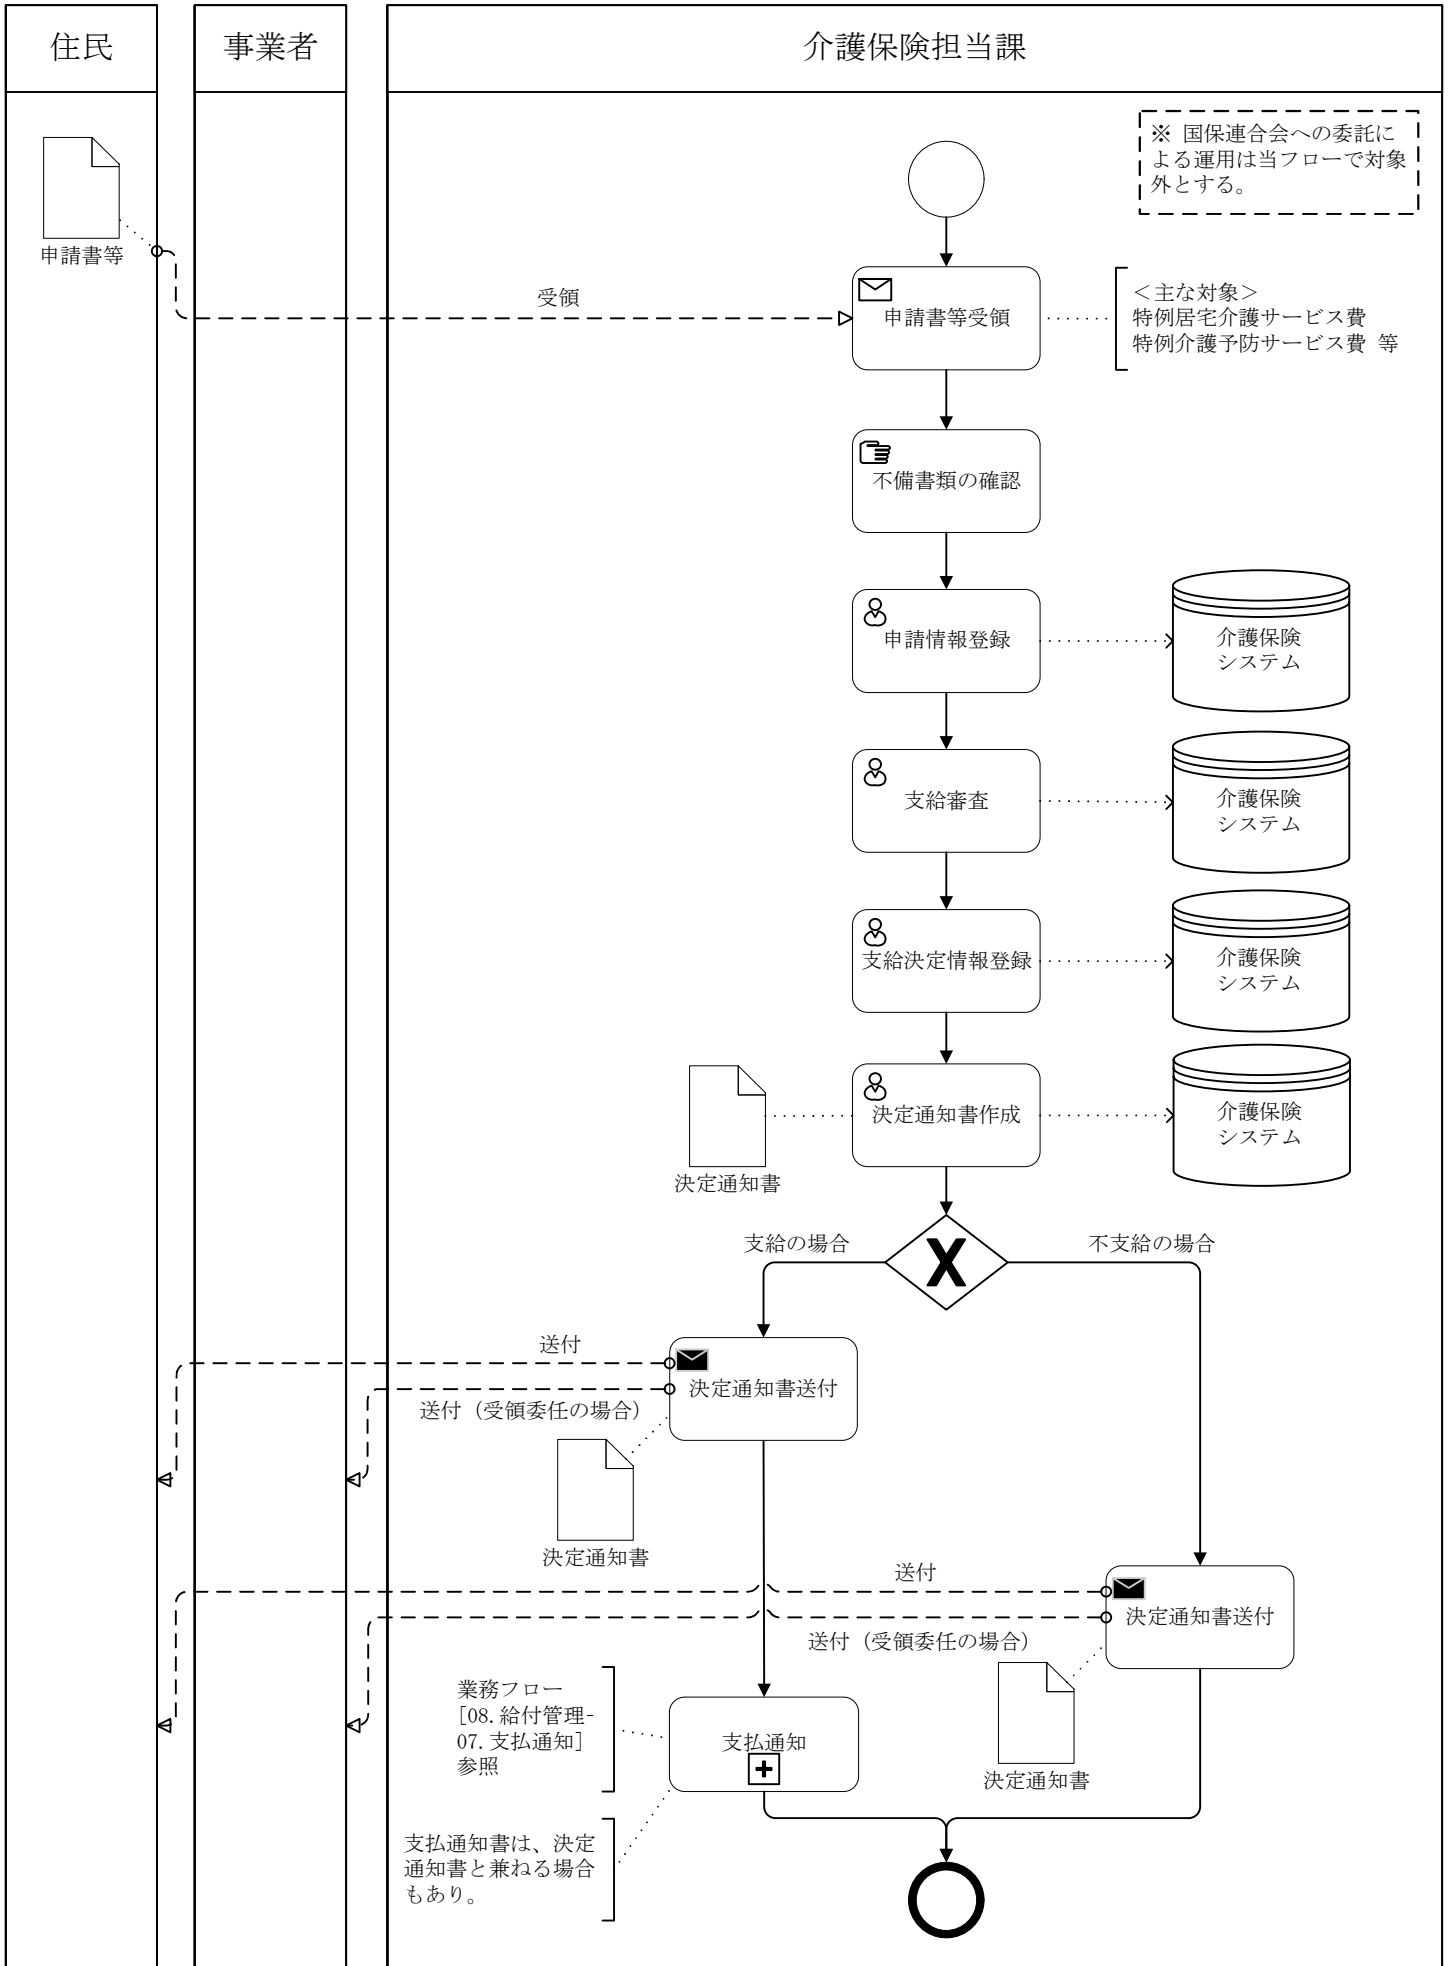 住民
事業者
介護保険担当課
※ 国保連合会への委託に
よる運用は当フローで対象
外とする。
申請書等
受領
申請書等受領
＜主な対象＞
特例居宅介護サービス費
特例介護予防サービス費 等
不備書類の確認
申請情報登録
介護保険
システム
支給審査
介護保険
システム
支給決定情報登録
介護保険
システム
決定通知書
決定通知書作成
介護保険
システム
支給の場合
X
不支給の場合
送付
決定通知書送付
送付（受領委任の場合）
決定通知書
送付
決定通知書送付
送付（受領委任の場合）
決定通知書
業務フロー
[08.給付管理-
07.支払通知]
参照
支払通知
支払通知書は、決定
通知書と兼ねる場合
もあり。